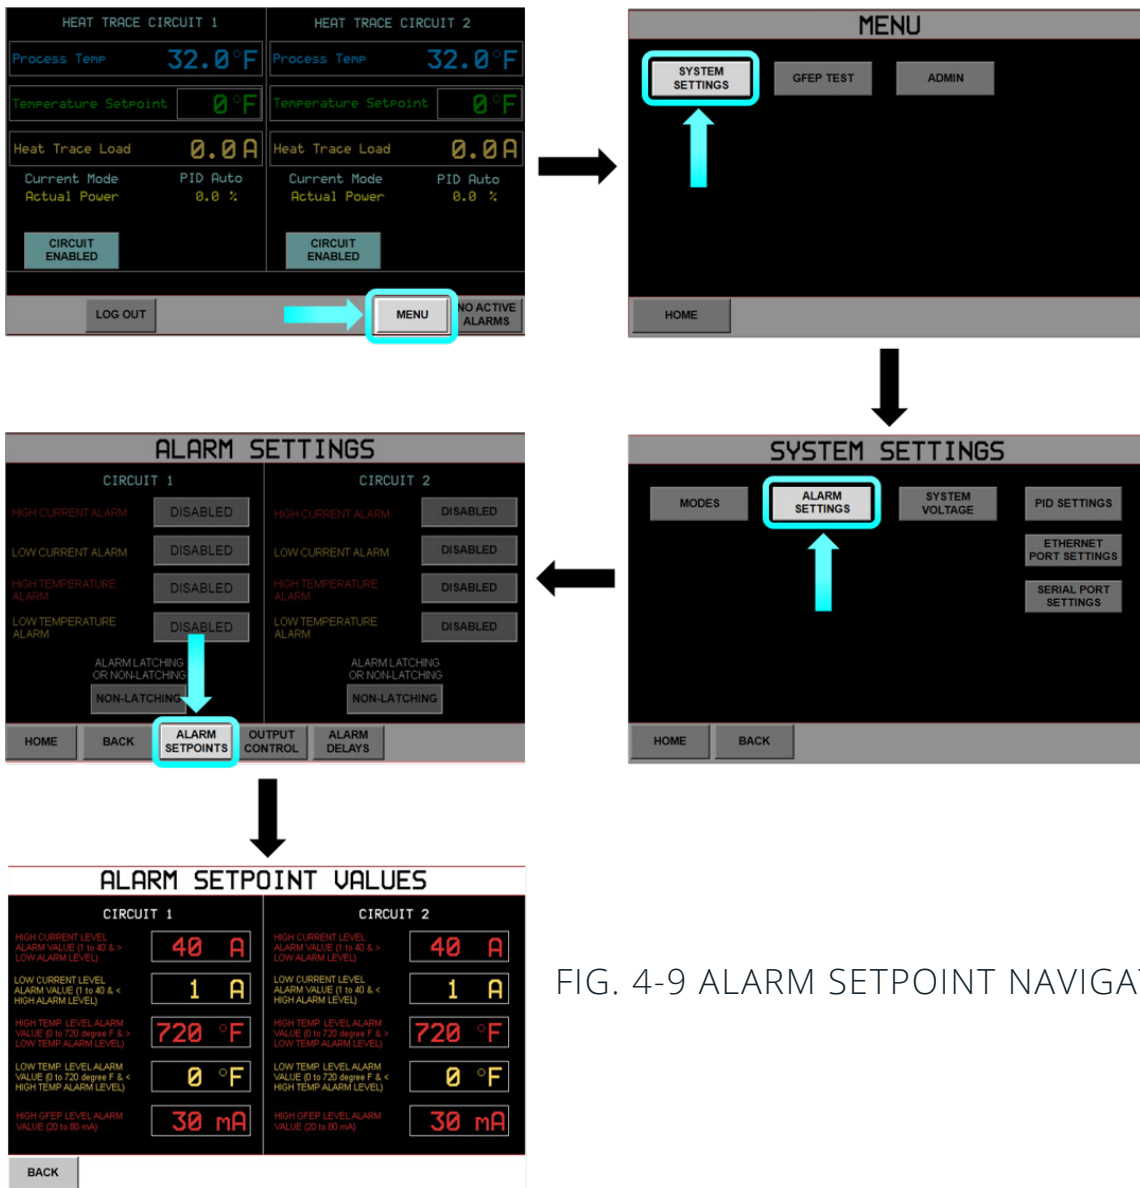 HEAT TRACE CIRCUIT 1
Process Temp 32.0°F
Temperature Setpoint 0°F
Heat Trace Load 0.0A
Current Mode PID Auto
Actual Power 0.0 %
CIRCUIT
ENABLED
HEAT TRACE CIRCUIT 2
Process Temp 32.0°F
Temperature Setpoint 0°F
Heat Trace Load 0.0A
Current Mode PID Auto
Actual Power 0.0 %
CIRCUIT
ENABLED
LOG OUT
MENU
NO ACTIVE
ALARMS
MENU
SYSTEM
SETTINGS
GFEP TEST
ADMIN
HOME
SYSTEM SETTINGS
MODES
ALARM
SETTINGS
SYSTEM
VOLTAGE
PID SETTINGS
ETHERNET
PORT SETTINGS
SERIAL PORT
SETTINGS
HOME
BACK
ALARM SETTINGS
CIRCUIT 1
HIGH CURRENT ALARM DISABLED
LOW CURRENT ALARM DISABLED
HIGH TEMPERATURE
ALARM
DISABLED
LOW TEMPERATURE
ALARM
DISABLED
ALARM LATCHING
OR NON-LATCHING
NON-LATCHING
CIRCUIT 2
HIGH CURRENT ALARM DISABLED
LOW CURRENT ALARM DISABLED
HIGH TEMPERATURE
ALARM
DISABLED
LOW TEMPERATURE
ALARM
DISABLED
ALARM LATCHING
OR NON-LATCHING
NON-LATCHING
HOME
BACK
ALARM
SETPOINTS
OUTPUT
CONTROL
ALARM
DELAYS
ALARM SETPOINT VALUES
CIRCUIT 1
HIGH CURRENT LEVEL
ALARM VALUE (1 to 40 & >
LOW ALARM LEVEL)
40 A
LOW CURRENT LEVEL
ALARM VALUE (1 to 40 & <
HIGH ALARM LEVEL)
1 A
HIGH TEMP. LEVEL ALARM
VALUE (0 to 720 degree F & >
LOW TEMP ALARM LEVEL)
720 °F
LOW TEMP. LEVEL ALARM
VALUE (0 to 720 degree F & <
HIGH TEMP ALARM LEVEL)
0 °F
HIGH GFEP LEVEL ALARM
VALUE (20 to 80 mA)
30 mA
CIRCUIT 2
HIGH CURRENT LEVEL
ALARM VALUE (1 to 40 & >
LOW ALARM LEVEL)
40 A
LOW CURRENT LEVEL
ALARM VALUE (1 to 40 & <
HIGH ALARM LEVEL)
1 A
HIGH TEMP. LEVEL ALARM
VALUE (0 to 720 degree F & >
LOW TEMP ALARM LEVEL)
720 °F
LOW TEMP. LEVEL ALARM
VALUE (0 to 720 degree F & <
HIGH TEMP ALARM LEVEL)
0 °F
HIGH GFEP LEVEL ALARM
VALUE (20 to 80 mA)
30 mA
BACK
FIG. 4-9 ALARM SETPOINT NAVIGAT